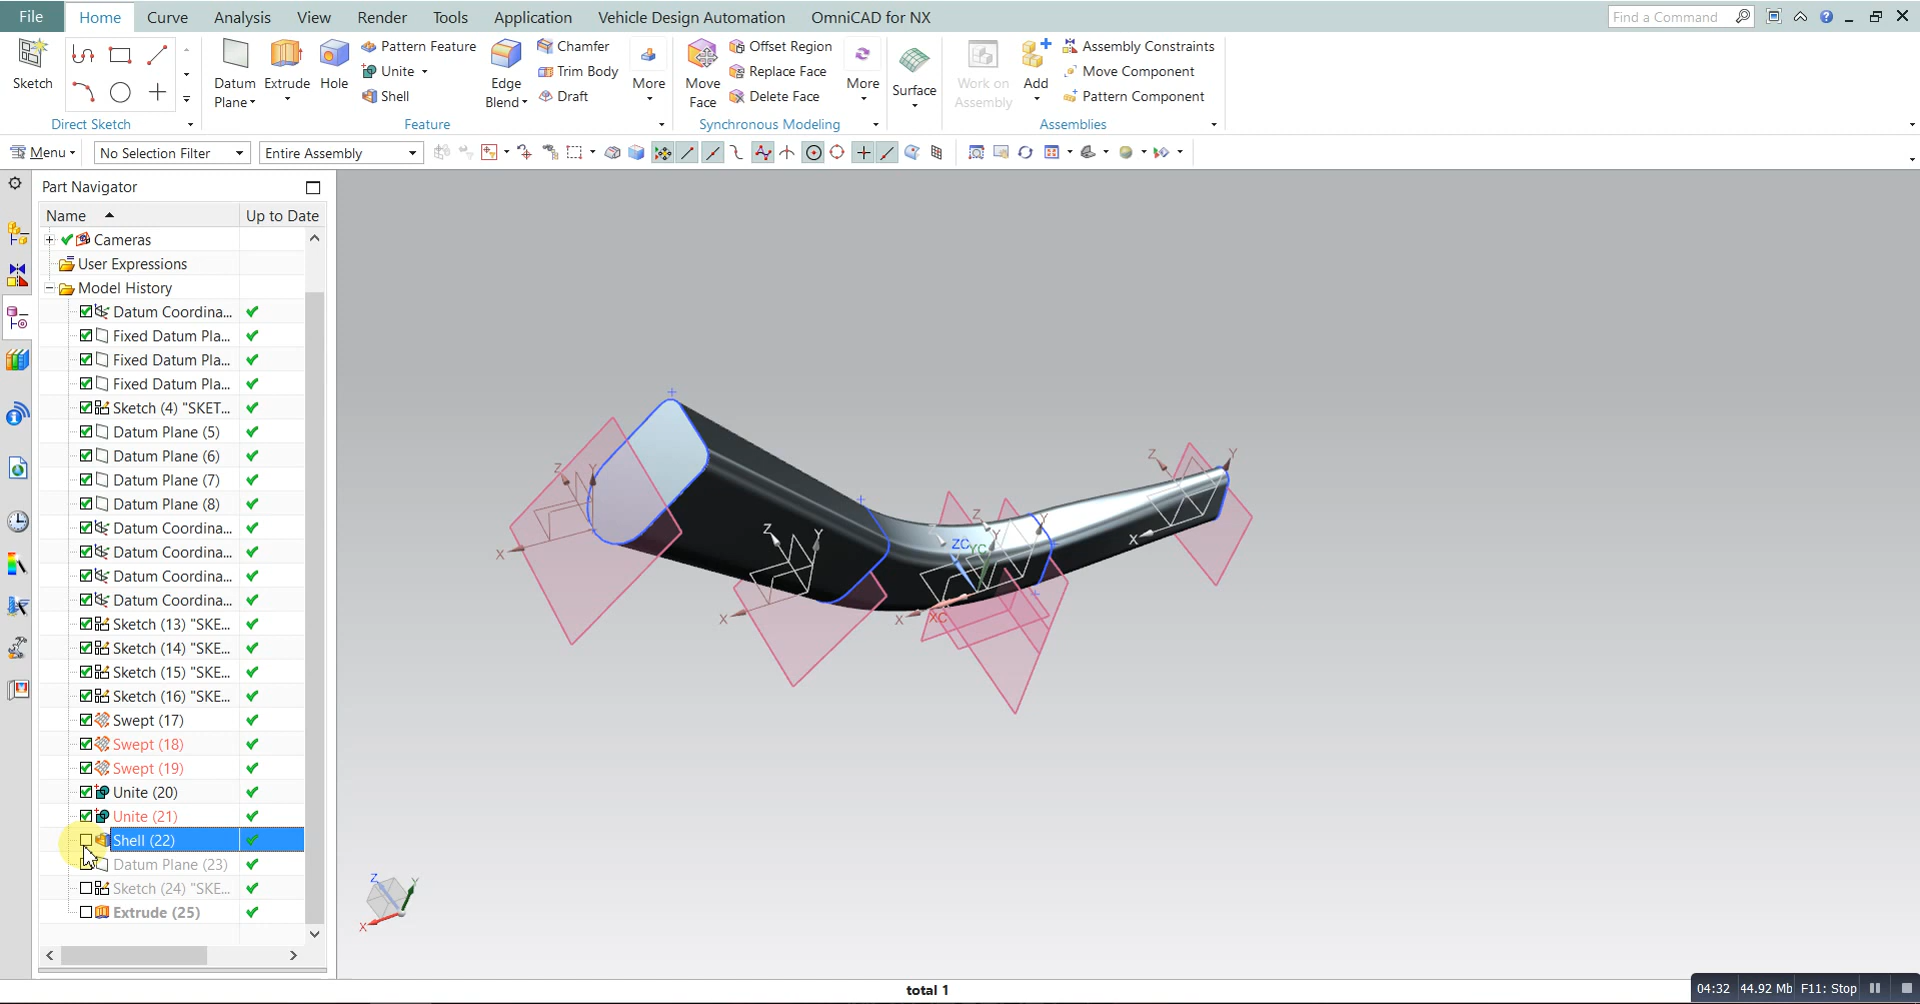 File Home Curve Analysis View Render Tools Application Vehicle Design Automation OmniCAD for NX
Find a Command
Sketch
Direct Sketch
Datum Plane
Extrude
Hole
Pattern Feature
Unite
Shell
Edge Blend
Chamfer
Trim Body
Draft
More
Feature
Move Face
Offset Region
Replace Face
Delete Face
More
Synchronous Modeling
Surface
Work on Assembly
Add
Assembly Constraints
Move Component
Pattern Component
Assemblies
Menu No Selection Filter Entire Assembly
Part Navigator
Name Up to Date
Cameras
User Expressions
Model History
Datum Coordina...
Fixed Datum Pla...
Fixed Datum Pla...
Fixed Datum Pla...
Sketch (4) "SKET...
Datum Plane (5)
Datum Plane (6)
Datum Plane (7)
Datum Plane (8)
Datum Coordina...
Datum Coordina...
Datum Coordina...
Datum Coordina...
Sketch (13) "SKE...
Sketch (14) "SKE...
Sketch (15) "SKE...
Sketch (16) "SKE...
Swept (17)
Swept (18)
Swept (19)
Unite (20)
Unite (21)
Shell (22)
Datum Plane (23)
Sketch (24) "SKE...
Extrude (25)
Z Y
X
Z Y
X
Z Y
ZC YC
X XC
Z Y
X
Z Y
X
total 1
04:32 44.92 Mb F11: Stop